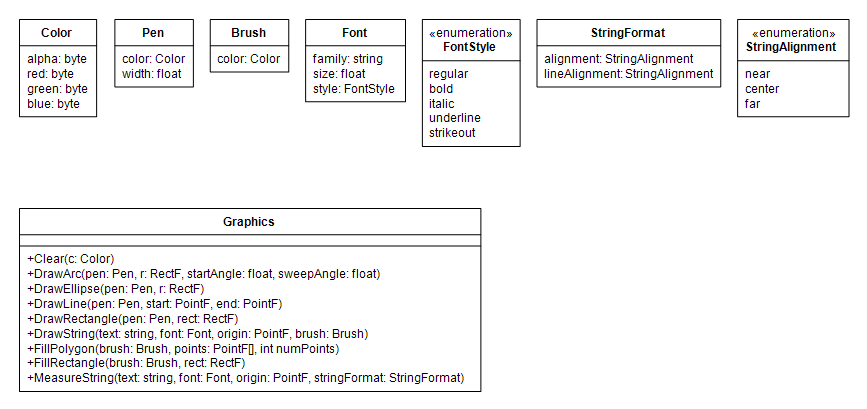 Color
alpha: byte
red: byte
green: byte
blue: byte
Pen
color: Color
width: float
Brush
color: Color
Font
family: string
size: float
style: FontStyle
«enumeration»
FontStyle
regular
bold
italic
underline
strikeout
StringFormat
alignment: StringAlignment
lineAlignment: StringAlignment
«enumeration»
StringAlignment
near
center
far
Graphics
+Clear(c: Color)
+DrawArc(pen: Pen, r: RectF, startAngle: float, sweepAngle: float)
+DrawEllipse(pen: Pen, r: RectF)
+DrawLine(pen: Pen, start: PointF, end: PointF)
+DrawRectangle(pen: Pen, rect: RectF)
+DrawString(text: string, font: Font, origin: PointF, brush: Brush)
+FillPolygon(brush: Brush, points: PointF[], int numPoints)
+FillRectangle(brush: Brush, rect: RectF)
+MeasureString(text: string, font: Font, origin: PointF, stringFormat: StringFormat)